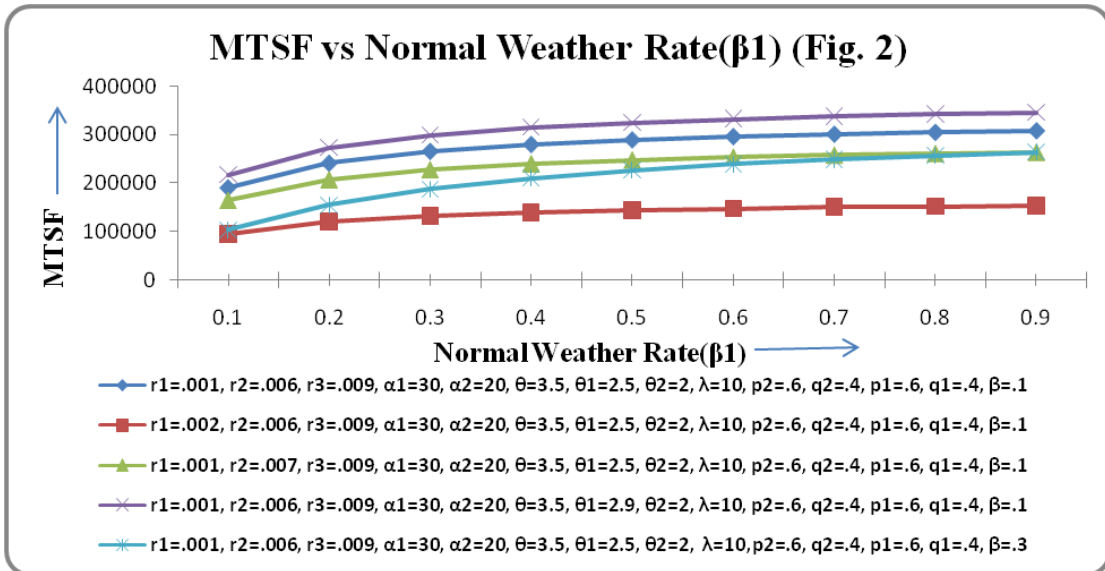 MTSF vs Normal Weather Rate(β1) (Fig. 2)
400000
300000
200000
100000
0
MTSF
0.1 0.2 0.3 0.4 0.5 0.6 0.7 0.8 0.9
Normal Weather Rate(β1)
r1=.001, r2=.006, r3=.009, α1=30, α2=20, θ=3.5, θ1=2.5, θ2=2, λ=10, p2=.6, q2=.4, p1=.6, q1=.4, β=.1
r1=.002, r2=.006, r3=.009, α1=30, α2=20, θ=3.5, θ1=2.5, θ2=2, λ=10, p2=.6, q2=.4, p1=.6, q1=.4, β=.1
r1=.001, r2=.007, r3=.009, α1=30, α2=20, θ=3.5, θ1=2.5, θ2=2, λ=10, p2=.6, q2=.4, p1=.6, q1=.4, β=.1
r1=.001, r2=.006, r3=.009, α1=30, α2=20, θ=3.5, θ1=2.9, θ2=2, λ=10, p2=.6, q2=.4, p1=.6, q1=.4, β=.1
r1=.001, r2=.006, r3=.009, α1=30, α2=20, θ=3.5, θ1=2.5, θ2=2, λ=10,p2=.6, q2=.4, p1=.6, q1=.4, β=.3